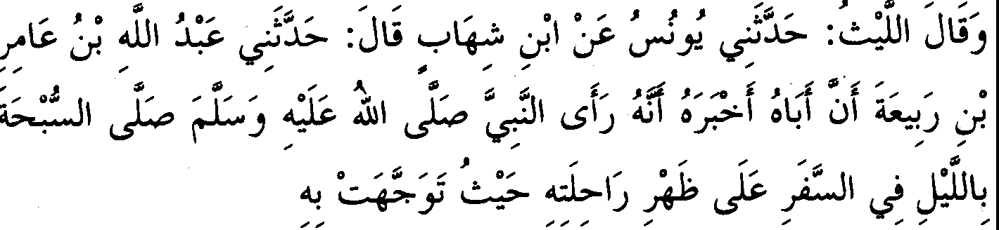 وَقَالَ اللَّيْثُ: حَدَّثَنِي يُونُسُ عَنْ ابْنِ شِهَابٍ قَالَ: حَدَّثَنِي عَبْدُ اللَّهِ بْنُ عَامِرِ
بْنِ رَبِيعَةَ أَنَّ أَبَاهُ أَخْبَرَهُ أَنَّهُ رَأَى النَّبِيَّ صَلَّى اللهُ عَلَيْهِ وَسَلَّمَ صَلَّى السُّبْحَةَ
بِاللَّيْلِ فِي السَّفَرِ عَلَى ظَهْرِ رَاحِلَتِهِ حَيْثُ تَوَجَّهَتْ بِهِ